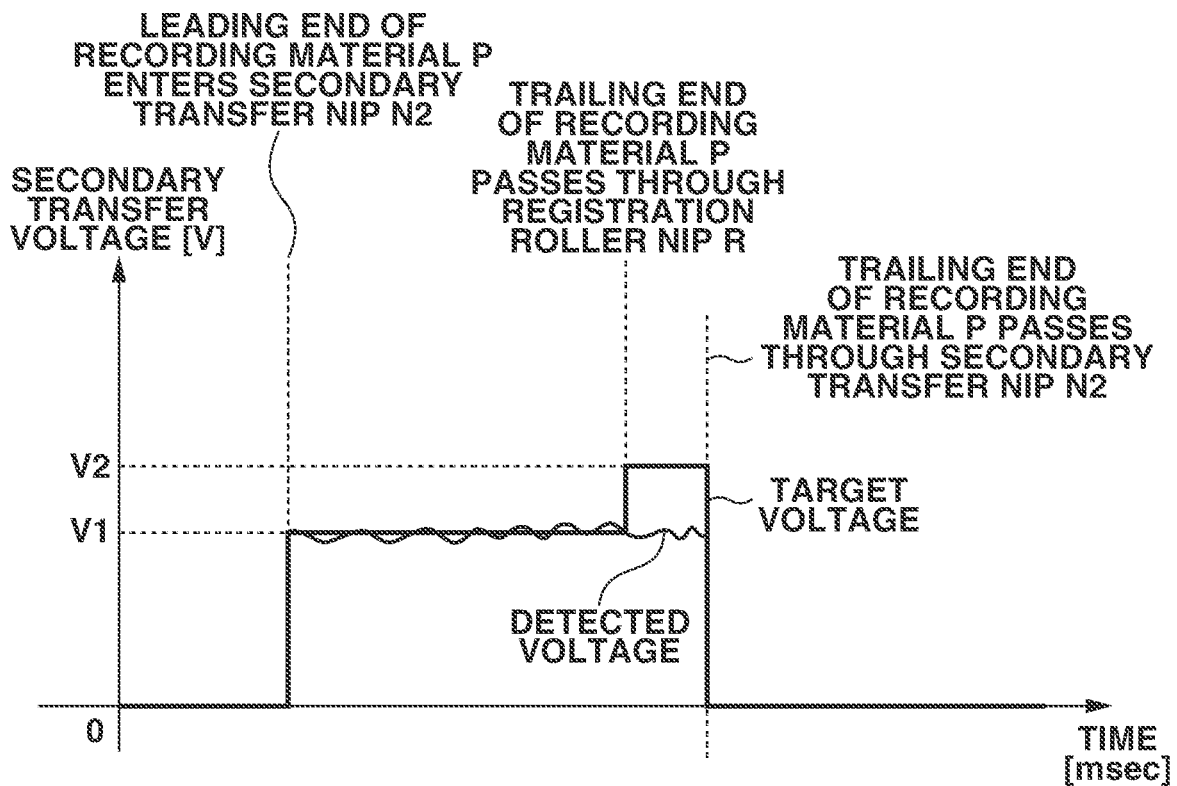 LEADING END OF
RECORDING MATERIAL P
ENTERS SECONDARY
TRANSFER NIP N2
TRAILING END
OF RECORDING
MATERIAL P
PASSES THROUGH
REGISTRATION
ROLLER NIP R
SECONDARY
TRANSFER
VOLTAGE [V]
TRAILING END
OF RECORDING
MATERIAL P PASSES
THROUGH SECONDARY
TRANSFER NIP N2
V2
V1
TARGET
VOLTAGE
DETECTED
VOLTAGE
0
TIME
[msec]